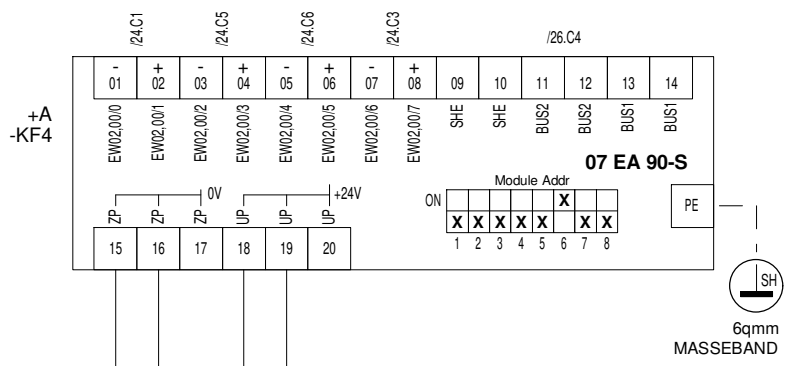 /24.C1 /24.C5 /24.C6 /24.C3 /26.C4
- + - + - + - +
01 02 03 04 05 06 07 08 09 10 11 12 13 14
+A
-KF4
EW02,00/0
EW02,00/1
EW02,00/2
EW02,00/3
EW02,00/4
EW02,00/5
EW02,00/6
EW02,00/7
SHE
SHE
BUS2
BUS2
BUS1
BUS1
07 EA 90-S
Module Addr
ON X
X X X X X X X
1 2 3 4 5 6 7 8
0V +24V
ZP ZP ZP UP UP UP
15 16 17 18 19 20
PE
SH
6qmm
MASSEBAND